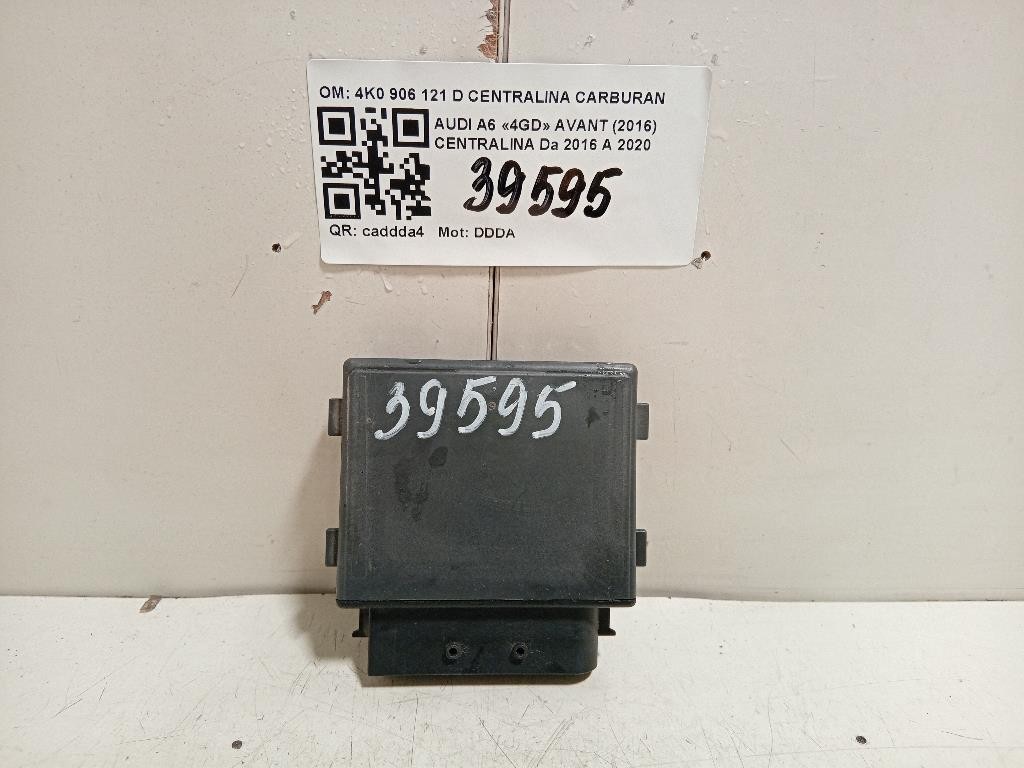 OM: 4K0 906 121 D CENTRALINA CARBURAN
AUDI A6 «4GD» AVANT (2016)
CENTRALINA Da 2016 A 2020
39595
QR: caddda4 Mot: DDDA
39595